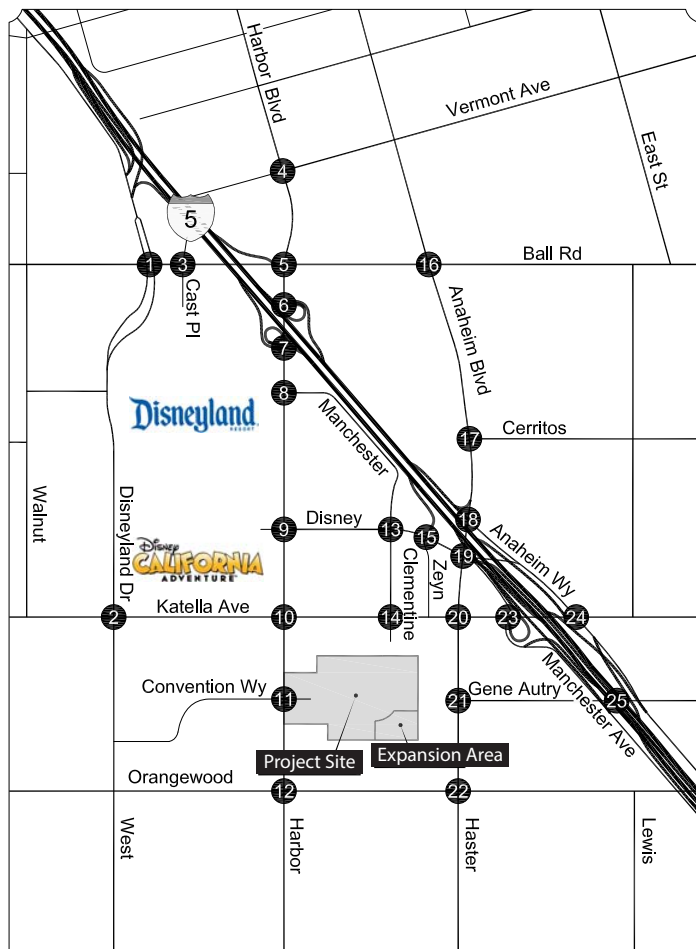 Harbor Blvd
Vermont Ave
East St
4
5
1
3
5
16
Ball Rd
Cast Pl
6
Anaheim Blvd
7
8
Manchester
Disneyland
RESORT
17
Cerritos
Walnut
Disneyland Dr
9
Disney
13
15
18
19
Anaheim Wy
Disney
CALIFORNIA
ADVENTURE
Clementine
Zeyn
2
Katella Ave
10
14
20
23
24
Convention Wy
11
21
Gene Autry
25
Manchester Ave
Project Site
Expansion Area
Orangewood
12
22
West
Harbor
Haster
Lewis